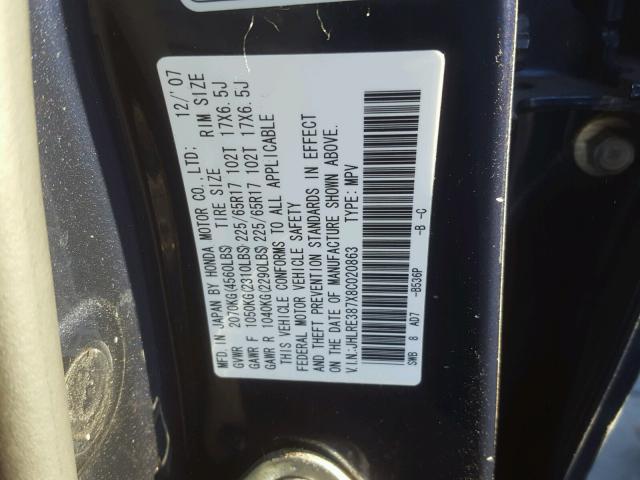 MFD. IN JAPAN BY HONDA MOTOR CO., LTD: 12/'07
TIRE SIZE RIM SIZE
GVWR 2070KG(4560LBS)
GAWR F 1050KG(2310LBS) 225/65R17 102T 17X6.5J
GAWR R 1040KG(2290LBS) 225/65R17 102T 17X6.5J
THIS VEHICLE CONFORMS TO ALL APPLICABLE
FEDERAL MOTOR VEHICLE SAFETY
AND THEFT PREVENTION STANDARDS IN EFFECT
ON THE DATE OF MANUFACTURE SHOWN ABOVE.
V.I.N:JHLRE387X8C020863 TYPE: MPV
SWB 8 AD7 -B536P -B -C